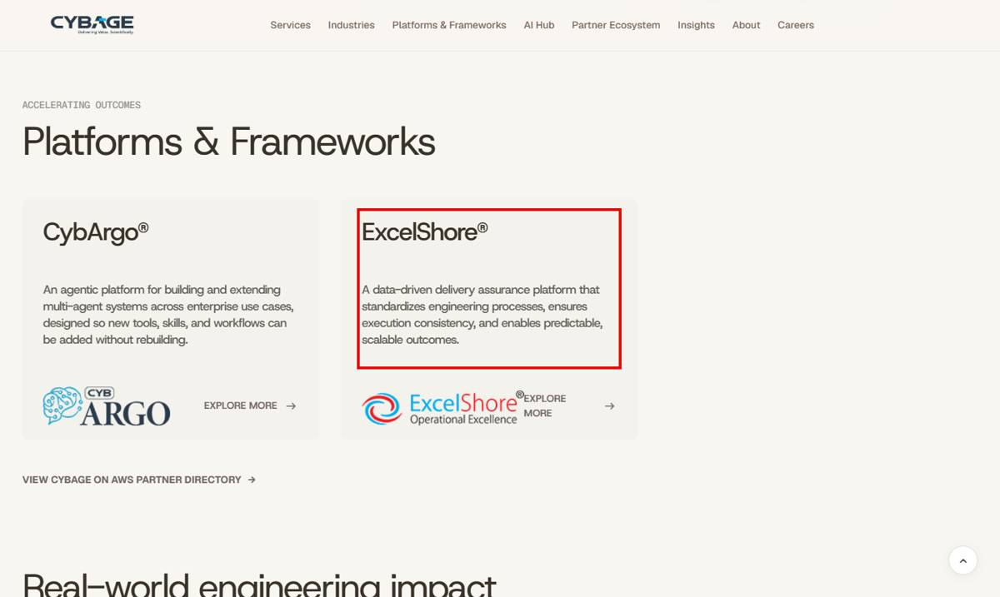 CYBAGE
Delivering Value. Scientifically.
Services Industries Platforms & Frameworks AI Hub Partner Ecosystem Insights About Careers
ACCELERATING OUTCOMES
Platforms & Frameworks
CybArgo®
An agentic platform for building and extending
multi-agent systems across enterprise use cases,
designed so new tools, skills, and workflows can
be added without rebuilding.
CYB
ARGO
EXPLORE MORE →
ExcelShore®
A data-driven delivery assurance platform that
standardizes engineering processes, ensures
execution consistency, and enables predictable,
scalable outcomes.
ExcelShore®
Operational Excellence
EXPLORE
MORE →
VIEW CYBAGE ON AWS PARTNER DIRECTORY →
Real-world engineering impact